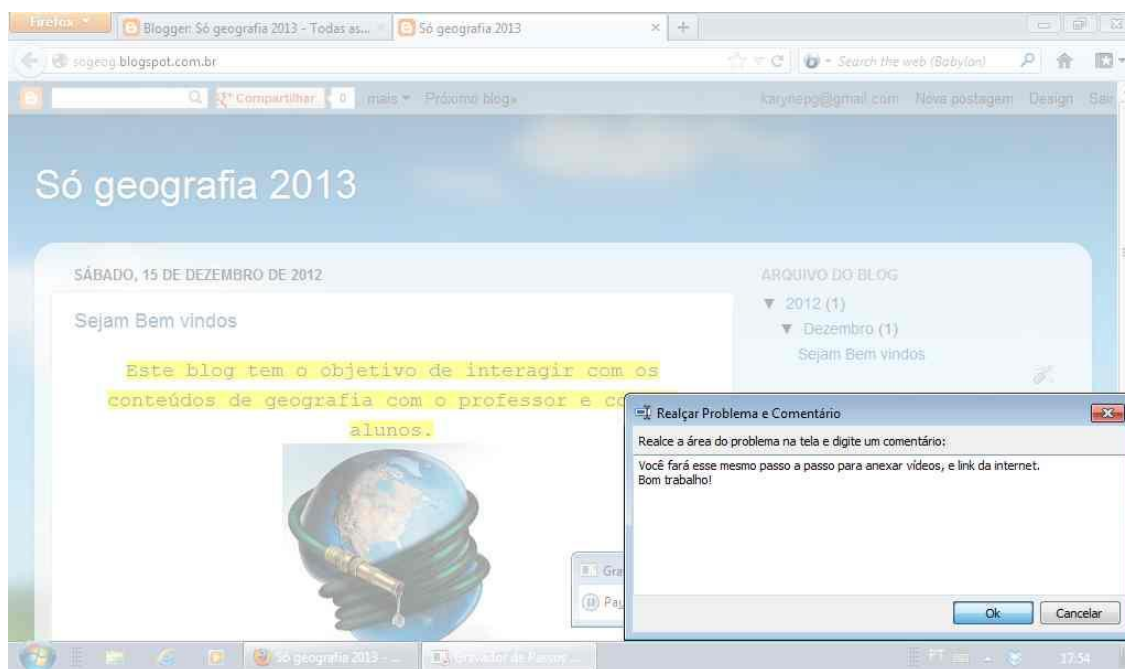 Firefox
Blogger: Só geografia 2013 - Todas as...
Só geografia 2013
sogeog.blogspot.com.br
Search the web (Babylon)
Compartilhar 0 mais Próximo blog»
karynepg@gmail.com Nova postagem Design Sair
Só geografia 2013
SÁBADO, 15 DE DEZEMBRO DE 2012
Sejam Bem vindos
Este blog tem o objetivo de interagir com os
conteúdos de geografia com o professor e
alunos.
ARQUIVO DO BLOG
▼ 2012 (1)
▼ Dezembro (1)
Sejam Bem vindos
Realçar Problema e Comentário
Realce a área do problema na tela e digite um comentário:
Você fará esse mesmo passo a passo para anexar vídeos, e link da internet.
Bom trabalho!
Ok Cancelar
Só geografia 2013 - ...
Gravador de Passos ...
PT
17:54